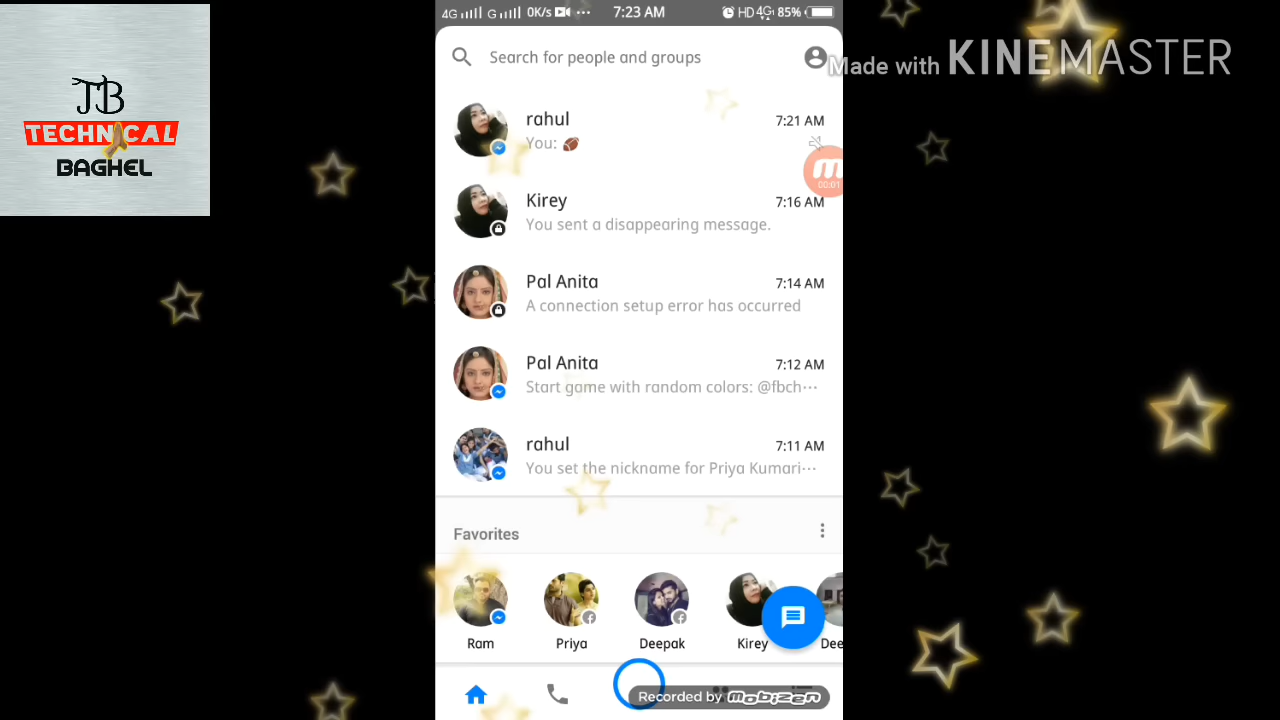 JB
TECHNICAL
BAGHEL
4G G 0K/s 7:23 AM HD 4G 85%
Made with KINEMASTER
Search for people and groups
rahul 7:21 AM
You: 🏈
00:01
Kirey 7:16 AM
You sent a disappearing message.
Pal Anita 7:14 AM
A connection setup error has occurred
Pal Anita 7:12 AM
Start game with random colors: @fbch···
rahul 7:11 AM
You set the nickname for Priya Kumari···
Favorites
Ram Priya Deepak Kirey Dee
Recorded by mobizen